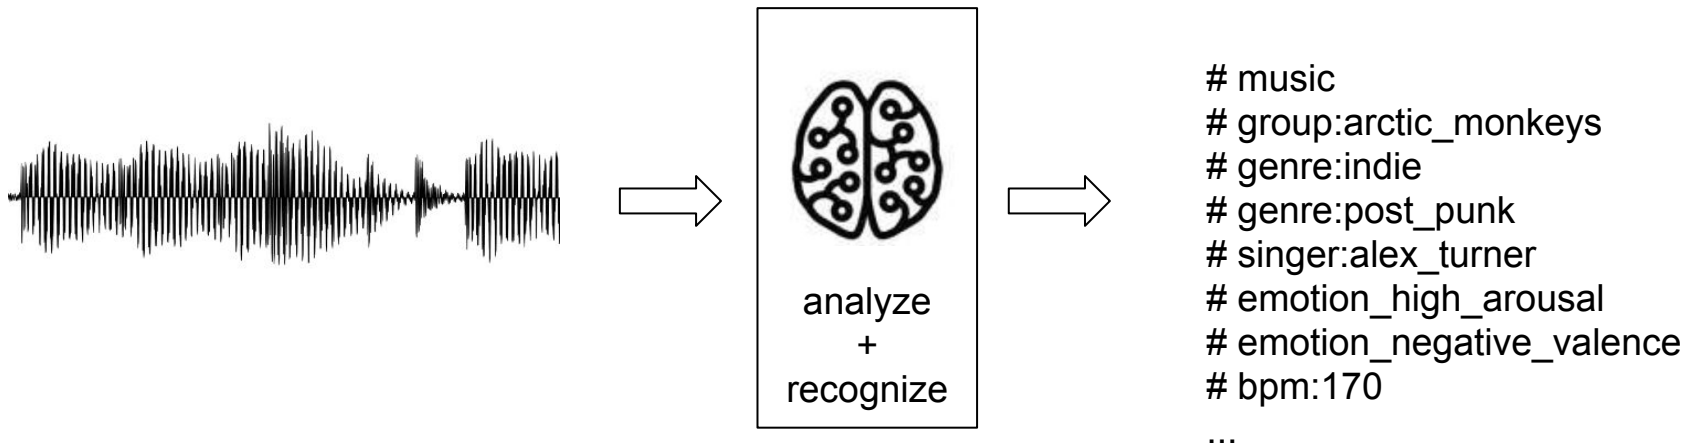 analyze
+
recognize
# music
# group:arctic_monkeys
# genre:indie
# genre:post_punk
# singer:alex_turner
# emotion_high_arousal
# emotion_negative_valence
# bpm:170
...